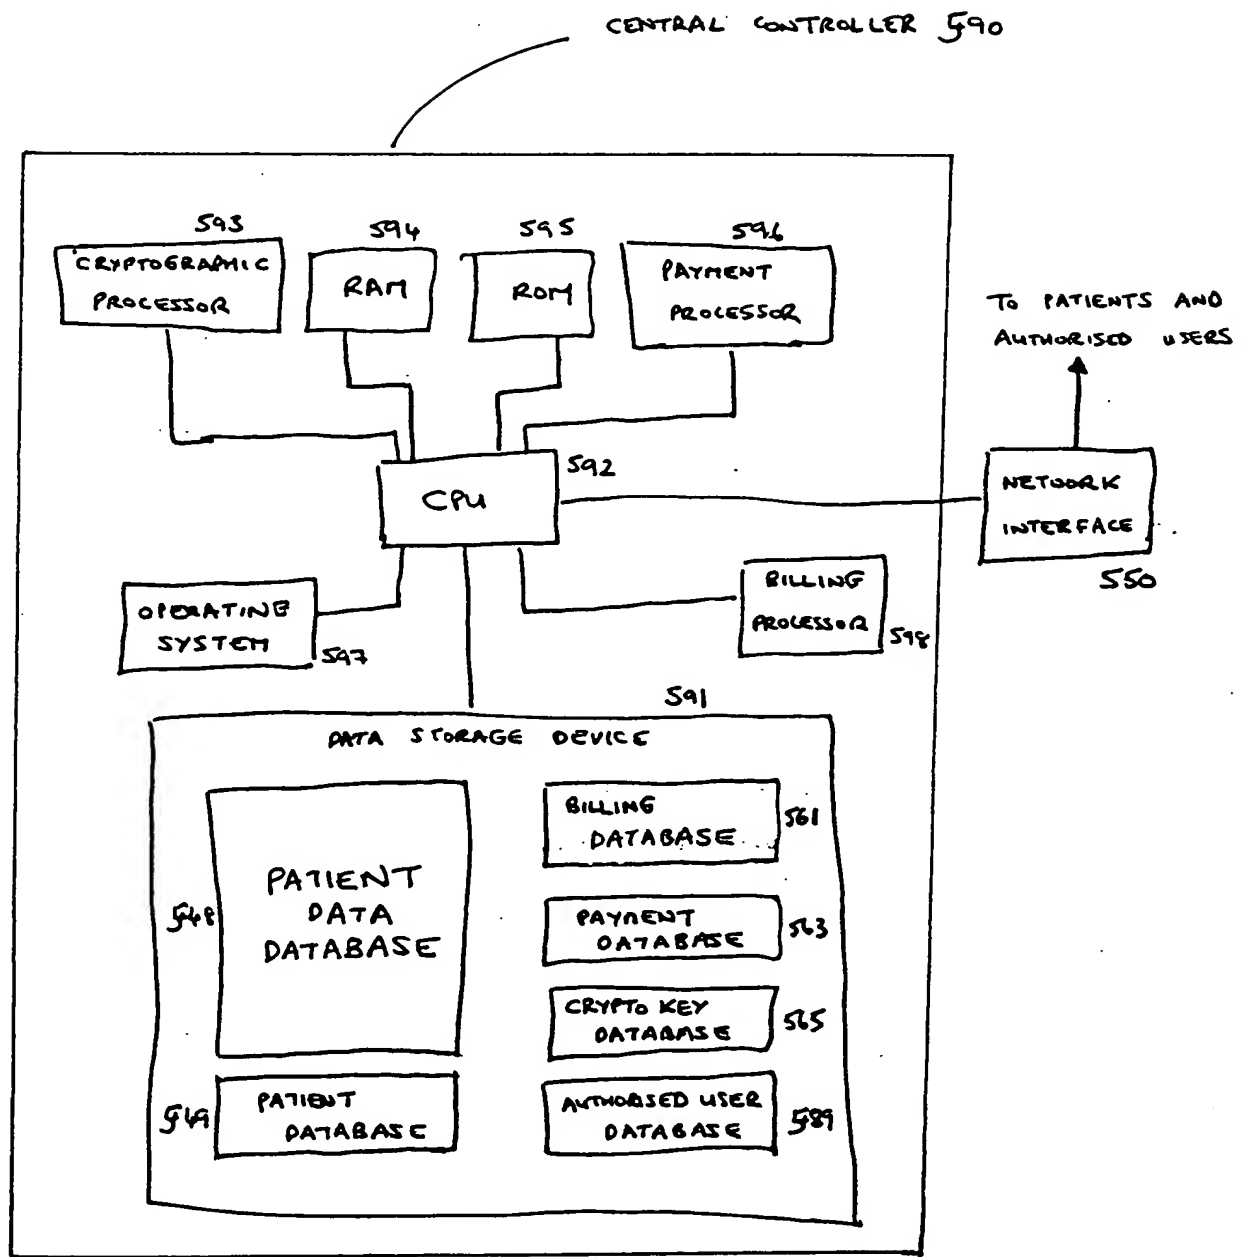 CENTRAL CONTROLLER 590
593
594
595
596
CRYPTOGRAPHIC
PROCESSOR
RAM
ROM
PAYMENT
PROCESSOR
TO PATIENTS AND
AUTHORISED USERS
CPU
592
NETWORK
INTERFACE
550
OPERATING
SYSTEM
597
BILLING
PROCESSOR
598
591
DATA STORAGE DEVICE
PATIENT
DATA
DATABASE
548
BILLING
DATABASE
561
PAYMENT
DATABASE
563
CRYPTO KEY
DATABASE
565
549
PATIENT
DATABASE
AUTHORISED USER
DATABASE
589